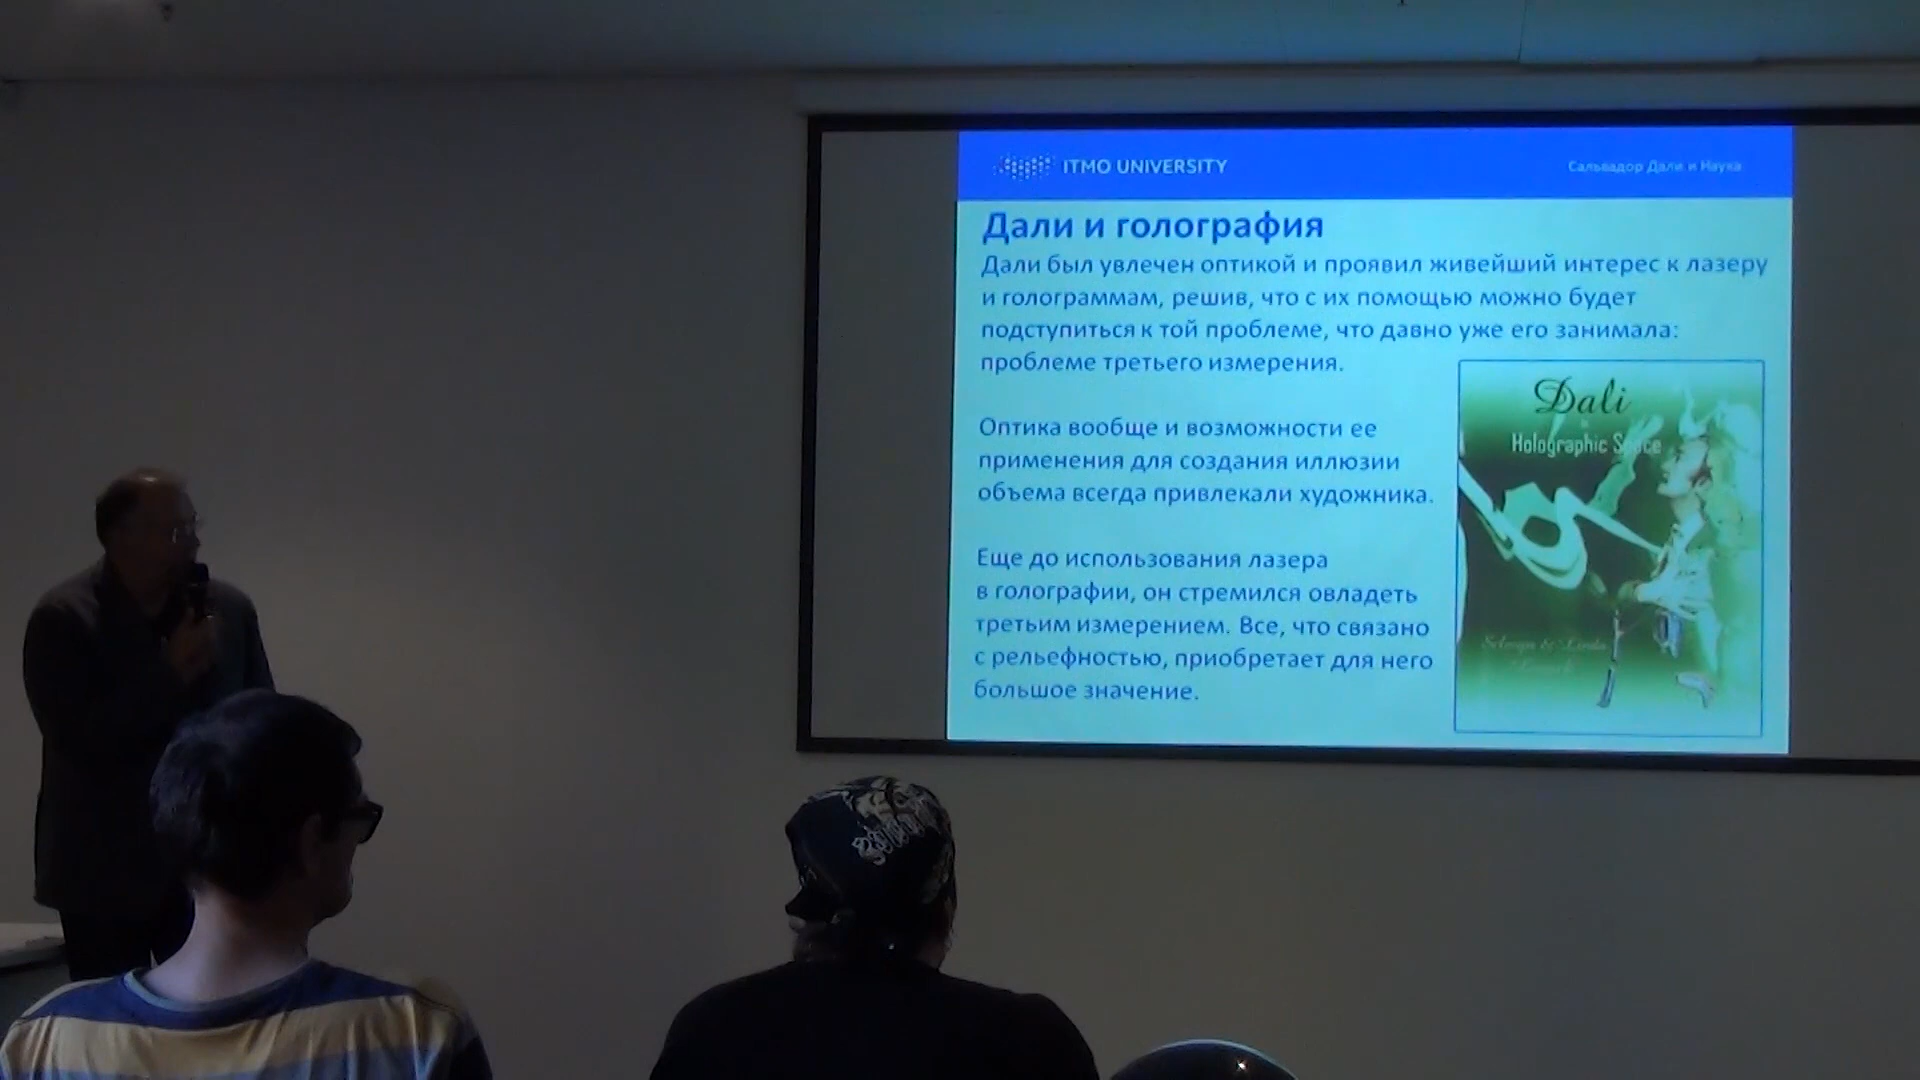 ITMO UNIVERSITY
Сальвадор Дали и Наука
Дали и голография
Дали был увлечен оптикой и проявил живейший интерес к лазеру
и голограммам, решив, что с их помощью можно будет
подступиться к той проблеме, что давно уже его занимала:
проблеме третьего измерения.
Оптика вообще и возможности ее
применения для создания иллюзии
объема всегда привлекали художника.
Еще до использования лазера
в голографии, он стремился овладеть
третьим измерением. Все, что связано
с рельефностью, приобретает для него
большое значение.
Dali
Holographic Space
Selwyn & Linda